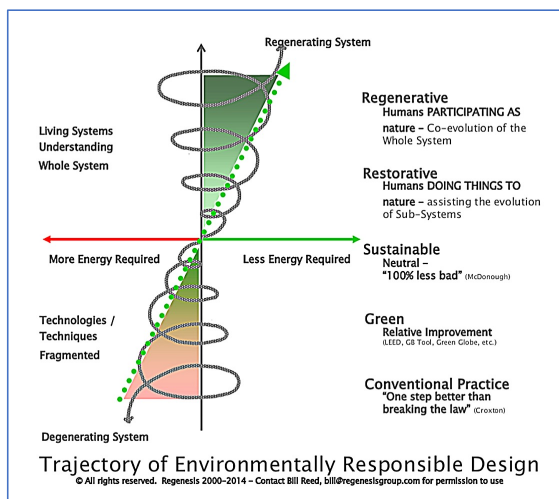 Regenerating System
Living Systems
Understanding
Whole System
Regenerative
Humans PARTICIPATING AS
nature – Co-evolution of the
Whole System
Restorative
Humans DOING THINGS TO
nature – assisting the evolution
of Sub-Systems
More Energy Required
Less Energy Required
Sustainable
Neutral –
“100% less bad” (McDonough)
Technologies /
Techniques
Fragmented
Green
Relative Improvement
(LEED, GB Tool, Green Globe, etc.)
Conventional Practice
“One step better than
breaking the law” (Croxton)
Degenerating System
Trajectory of Environmentally Responsible Design
© All rights reserved. Regenesis 2000-2014 – Contact Bill Reed, bill@regenesisgroup.com for permission to use